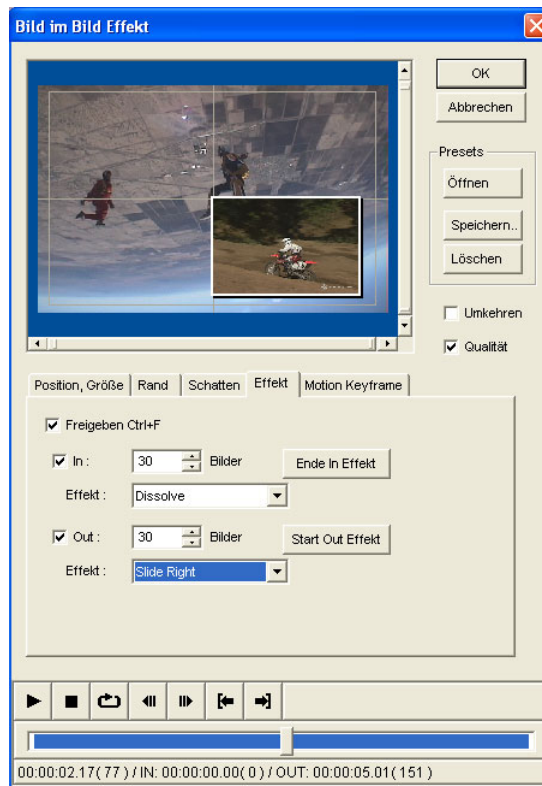 Bild im Bild Effekt
OK
Abbrechen
Presets
Öffnen
Speichern..
Löschen
Umkehren
Qualität
Position, Größe
Rand
Schatten
Effekt
Motion Keyframe
Freigeben Ctrl+F
In :
30
Bilder
Ende In Effekt
Effekt :
Dissolve
Out :
30
Bilder
Start Out Effekt
Effekt :
Slide Right
00:00:02.17( 77 ) / IN: 00:00:00.00( 0 ) / OUT: 00:00:05.01( 151 )